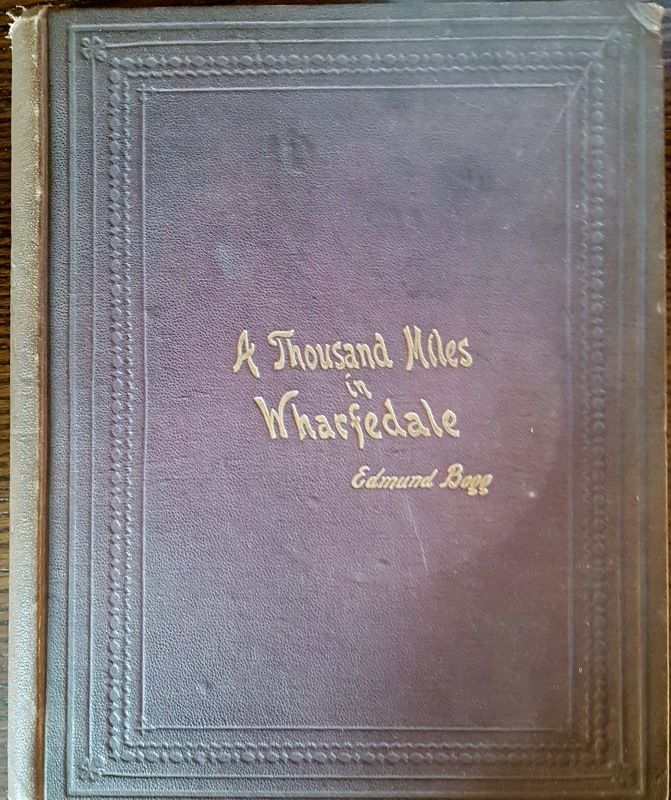 A Thousand Miles
in
Wharfedale
Edmund Bogg